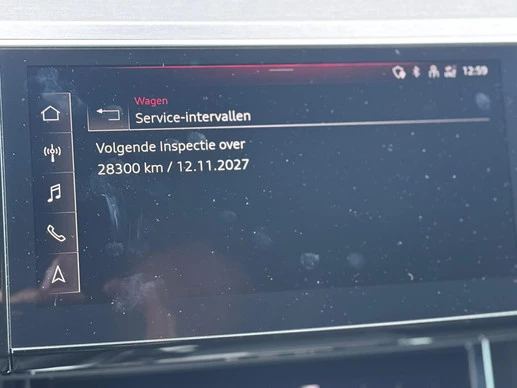 12:59
Wagen
Service-intervallen
Volgende Inspectie over
28300 km / 12.11.2027